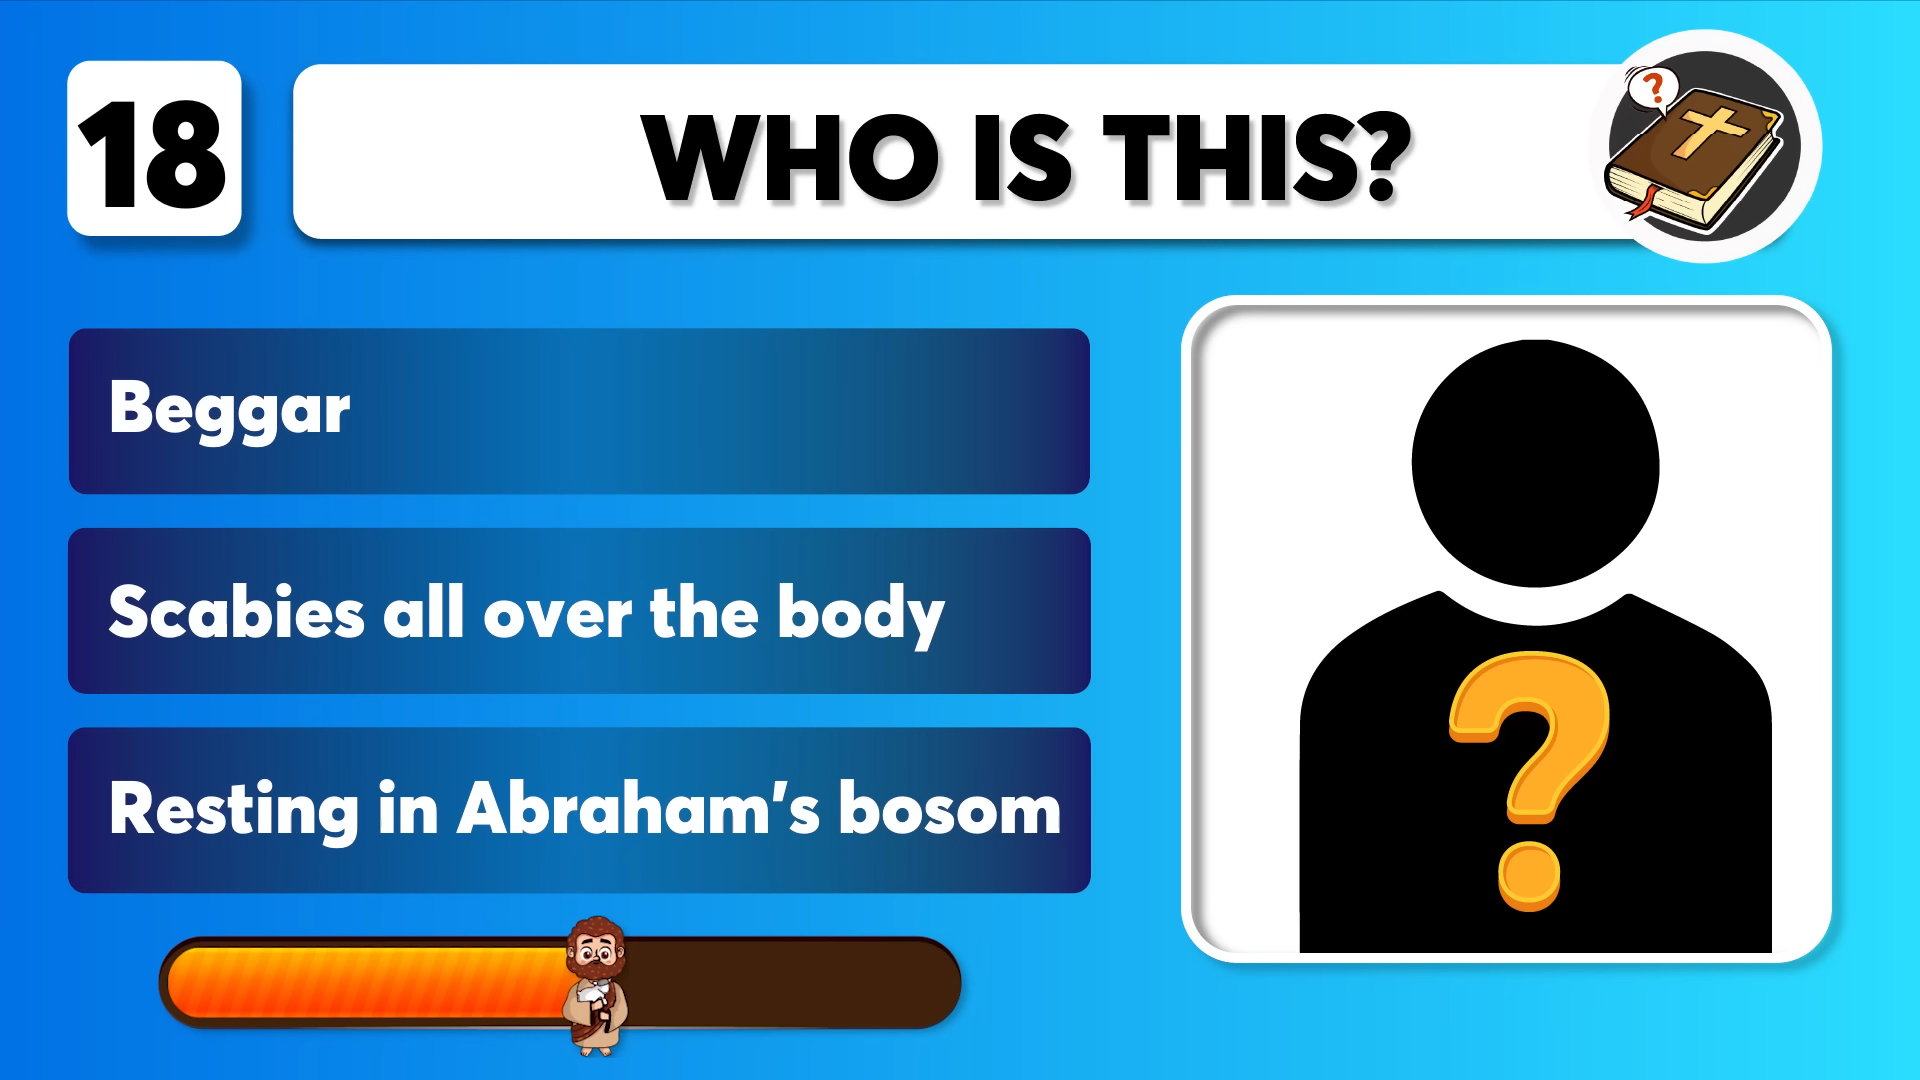 18
WHO IS THIS?
?
Beggar
Scabies all over the body
Resting in Abraham's bosom
?